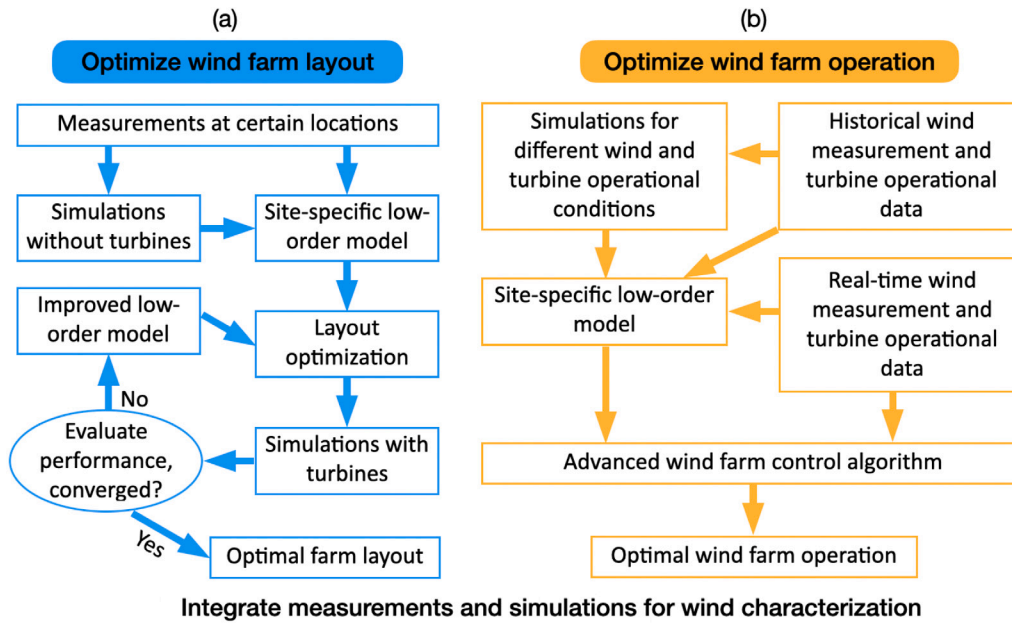 (a)
Optimize wind farm layout
Measurements at certain locations
Simulations
without turbines
Site-specific low-
order model
Improved low-
order model
Layout
optimization
No
Evaluate
performance,
converged?
Simulations with
turbines
Yes
Optimal farm layout
(b)
Optimize wind farm operation
Simulations for
different wind and
turbine operational
conditions
Historical wind
measurement and
turbine operational
data
Site-specific low-order
model
Real-time wind
measurement and
turbine operational
data
Advanced wind farm control algorithm
Optimal wind farm operation
Integrate measurements and simulations for wind characterization